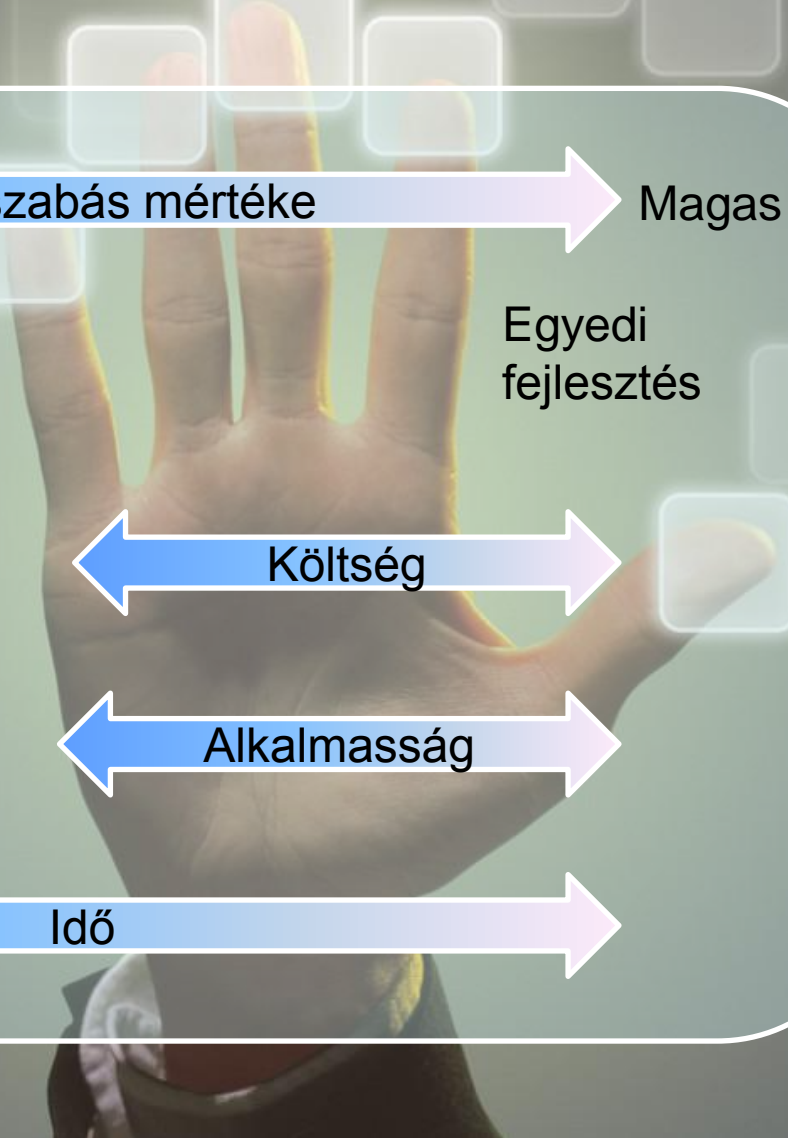 szabás mértéke
Magas
Egyedi
fejlesztés
Költség
Alkalmasság
Idő